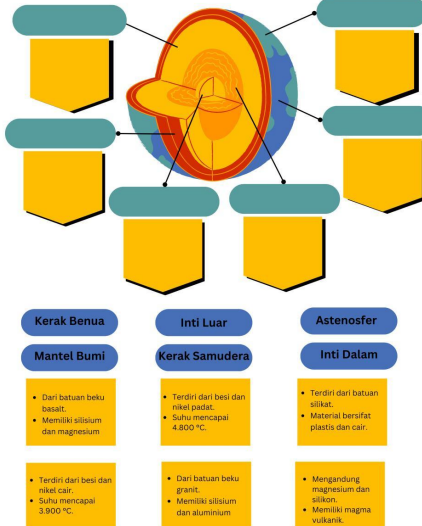 Kerak Benua
Inti Luar
Astenosfer
Mantel Bumi
Kerak Samudera
Inti Dalam
Dari batuan beku
basalt.
Memiliki silisium
dan magnesium
Terdiri dari besi dan
nikel padat.
Suhu mencapai
4.800 °C.
Terdiri dari batuan
silikat.
Material bersifat
plastis dan cair.
Terdiri dari besi dan
nikel cair.
Suhu mencapai
3.900 °C.
Dari batuan beku
granit.
Memiliki silisium
dan aluminium
Mengandung
magnesium dan
silikon.
Memiliki magma
vulkanik.